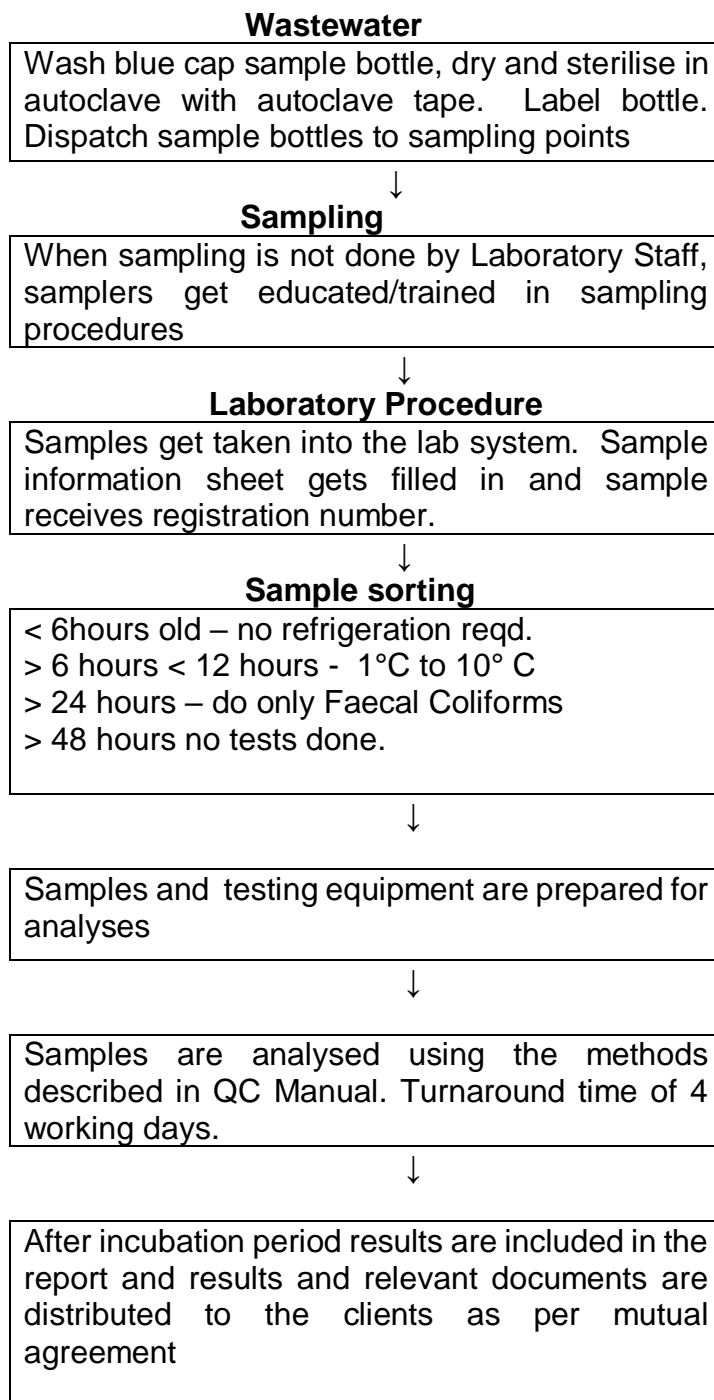 Wastewater
Wash blue cap sample bottle, dry and sterilise in
autoclave with autoclave tape. Label bottle.
Dispatch sample bottles to sampling points
↓
Sampling
When sampling is not done by Laboratory Staff,
samplers get educated/trained in sampling
procedures
↓
Laboratory Procedure
Samples get taken into the lab system. Sample
information sheet gets filled in and sample
receives registration number.
↓
Sample sorting
< 6hours old – no refrigeration reqd.
> 6 hours < 12 hours - 1°C to 10° C
> 24 hours – do only Faecal Coliforms
> 48 hours no tests done.
↓
Samples and testing equipment are prepared for
analyses
↓
Samples are analysed using the methods
described in QC Manual. Turnaround time of 4
working days.
↓
After incubation period results are included in the
report and results and relevant documents are
distributed to the clients as per mutual
agreement